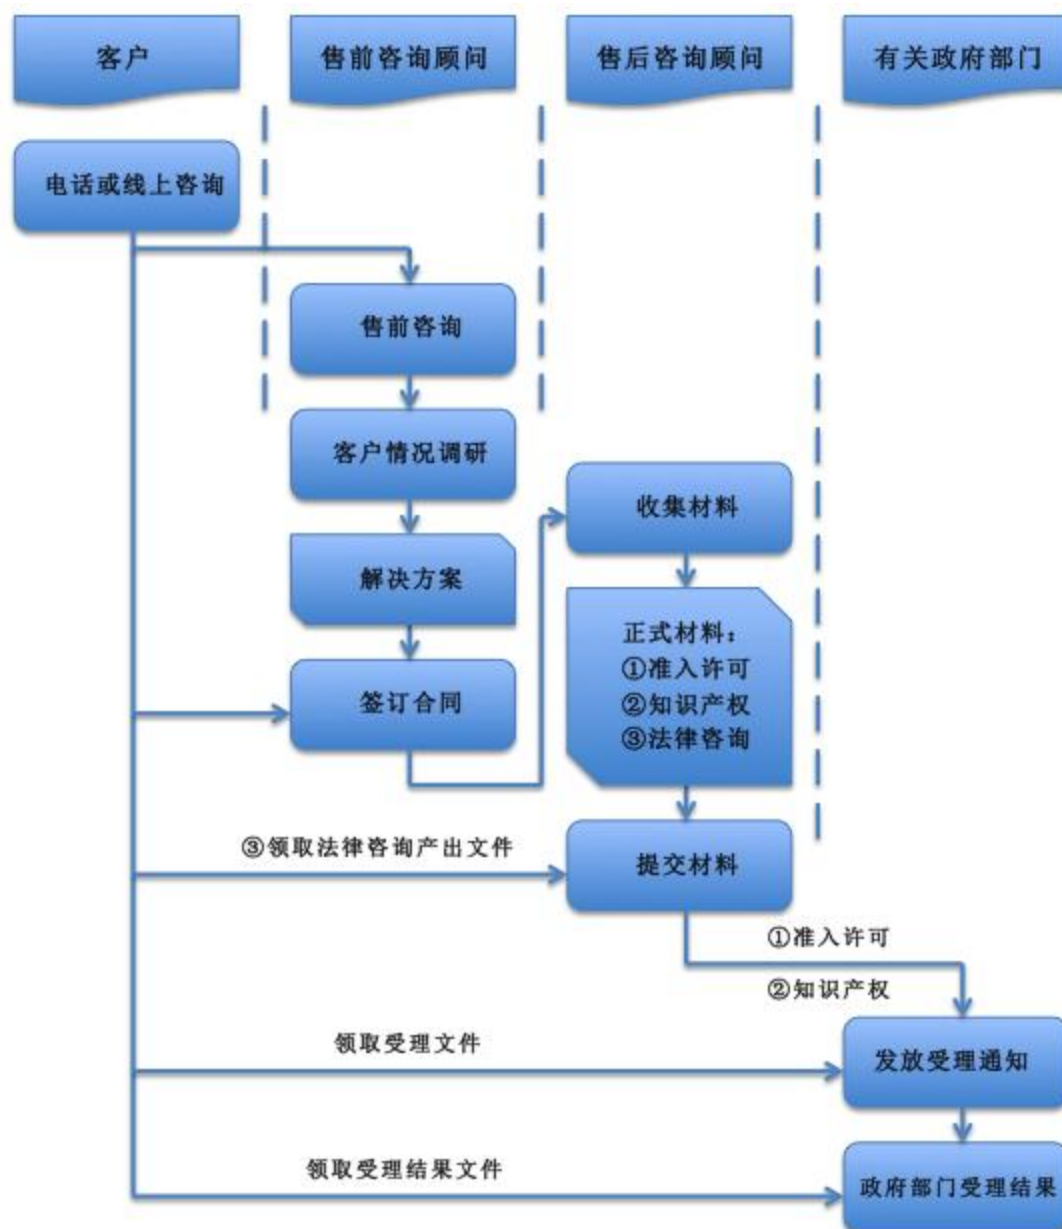 客户
售前咨询顾问
售后咨询顾问
有关政府部门
电话或线上咨询
售前咨询
客户情况调研
收集材料
解决方案
正式材料：
①准入许可
②知识产权
③法律咨询
签订合同
③领取法律咨询产出文件
提交材料
①准入许可
②知识产权
领取受理文件
发放受理通知
领取受理结果文件
政府部门受理结果